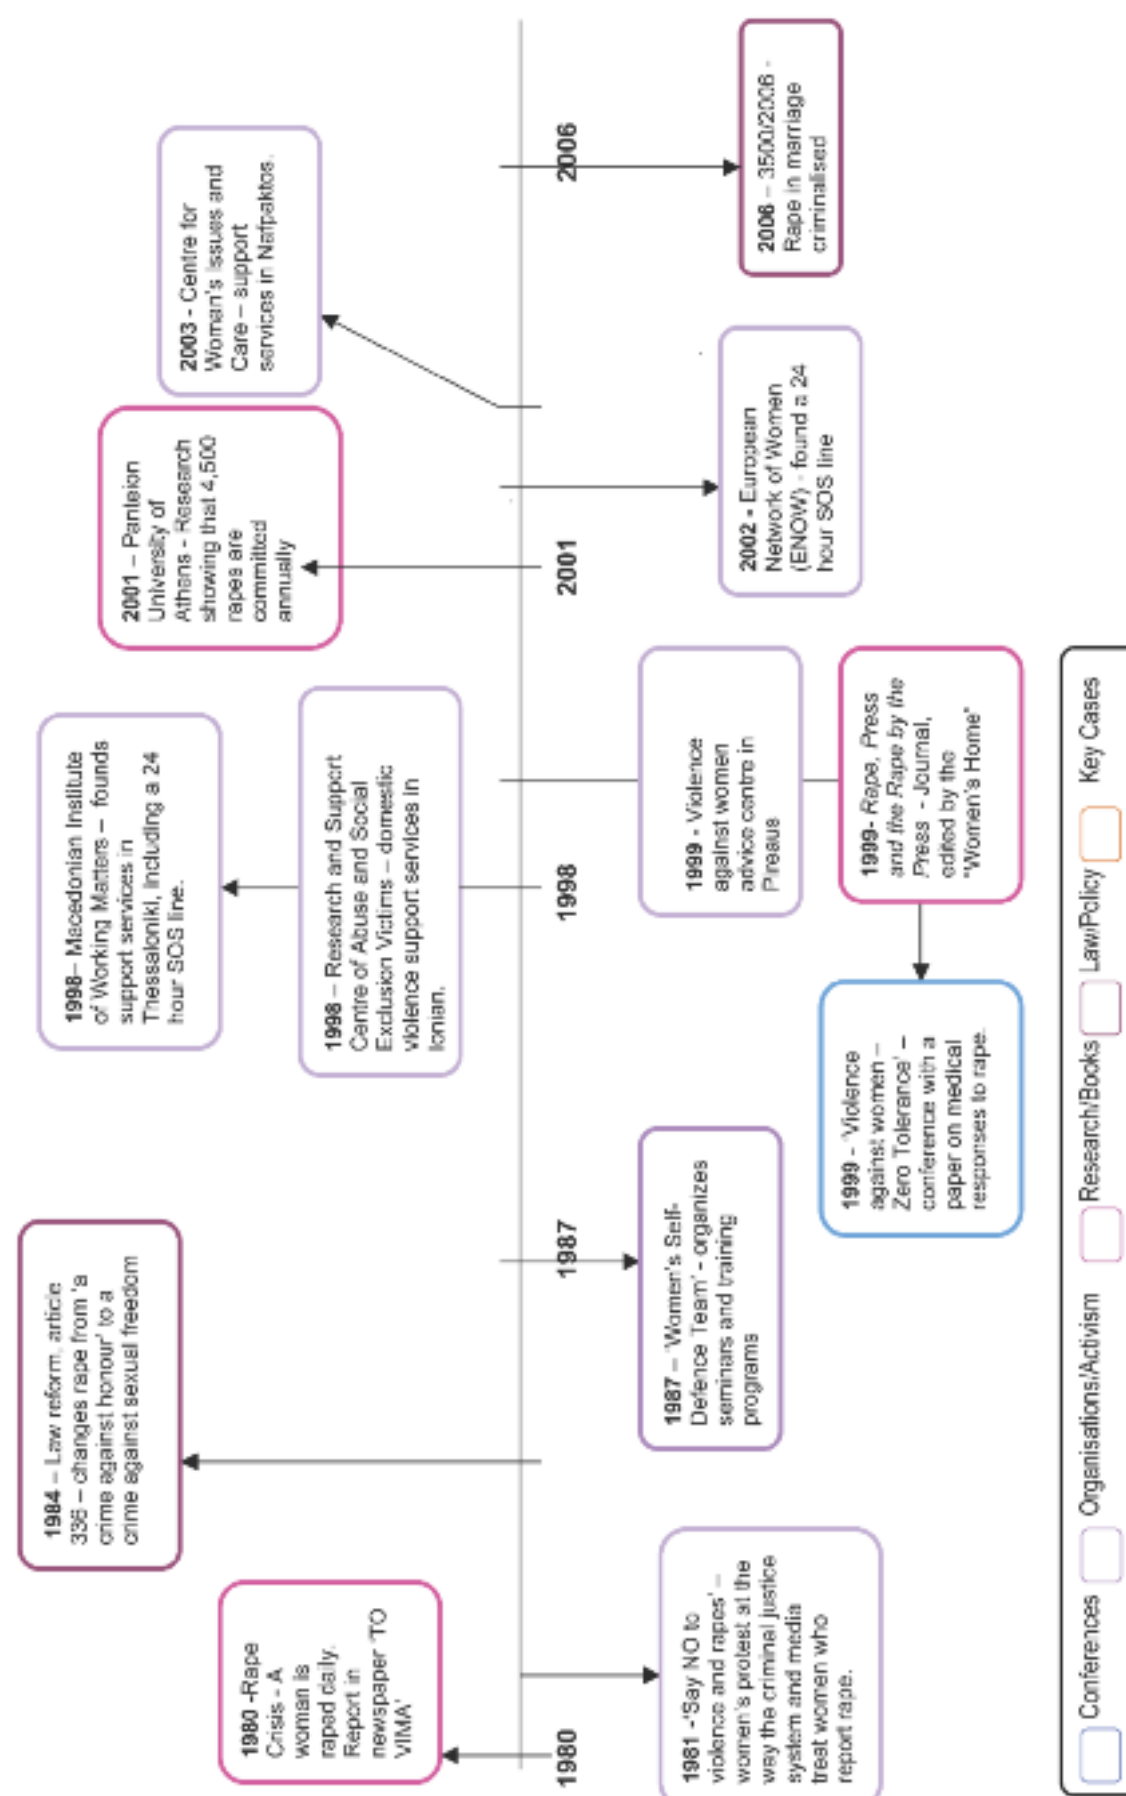 1980 -Rape
Crisis - A
woman is
raped daily.
Report in
newspaper 'TO
VIMA'
1984 – Law reform, article
336 – changes rape from 'a
crime against honour' to a
crime against sexual freedom
1998– Macedonian Institute
of Working Matters – founds
support services in
Thessaloniki, including a 24
hour SOS line.
1998 – Research and Support
Centre of Abuse and Social
Exclusion Victims – domestic
violence support services in
Ionian.
2001 – Panteion
University of
Athens - Research
showing that 4,500
rapes are
committed
annually
2003 - Centre for
Woman's Issues and
Care – support
services in Nafpaktos.
1980
1987
1998
2001
2006
1981 -'Say NO to
violence and rapes' –
women's protest at the
way the criminal justice
system and media
treat women who
report rape.
1987 – 'Women's Self-
Defence Team' - organizes
seminars and training
programs
1999 - Violence
against women
advice centre in
Pireaus
1999- Rape, Press
and the Rape by the
Press - Journal,
edited by the
"Women's Home"
1999 - 'Violence
against women –
Zero Tolerance' –
conference with a
paper on medical
responses to rape.
2002 - European
Network of Women
(ENOW) - found a 24
hour SOS line
2006 – 3500/2006 -
Rape in marriage
criminalised
Conferences
Organisations/Activism
Research/Books
Law/Policy
Key Cases